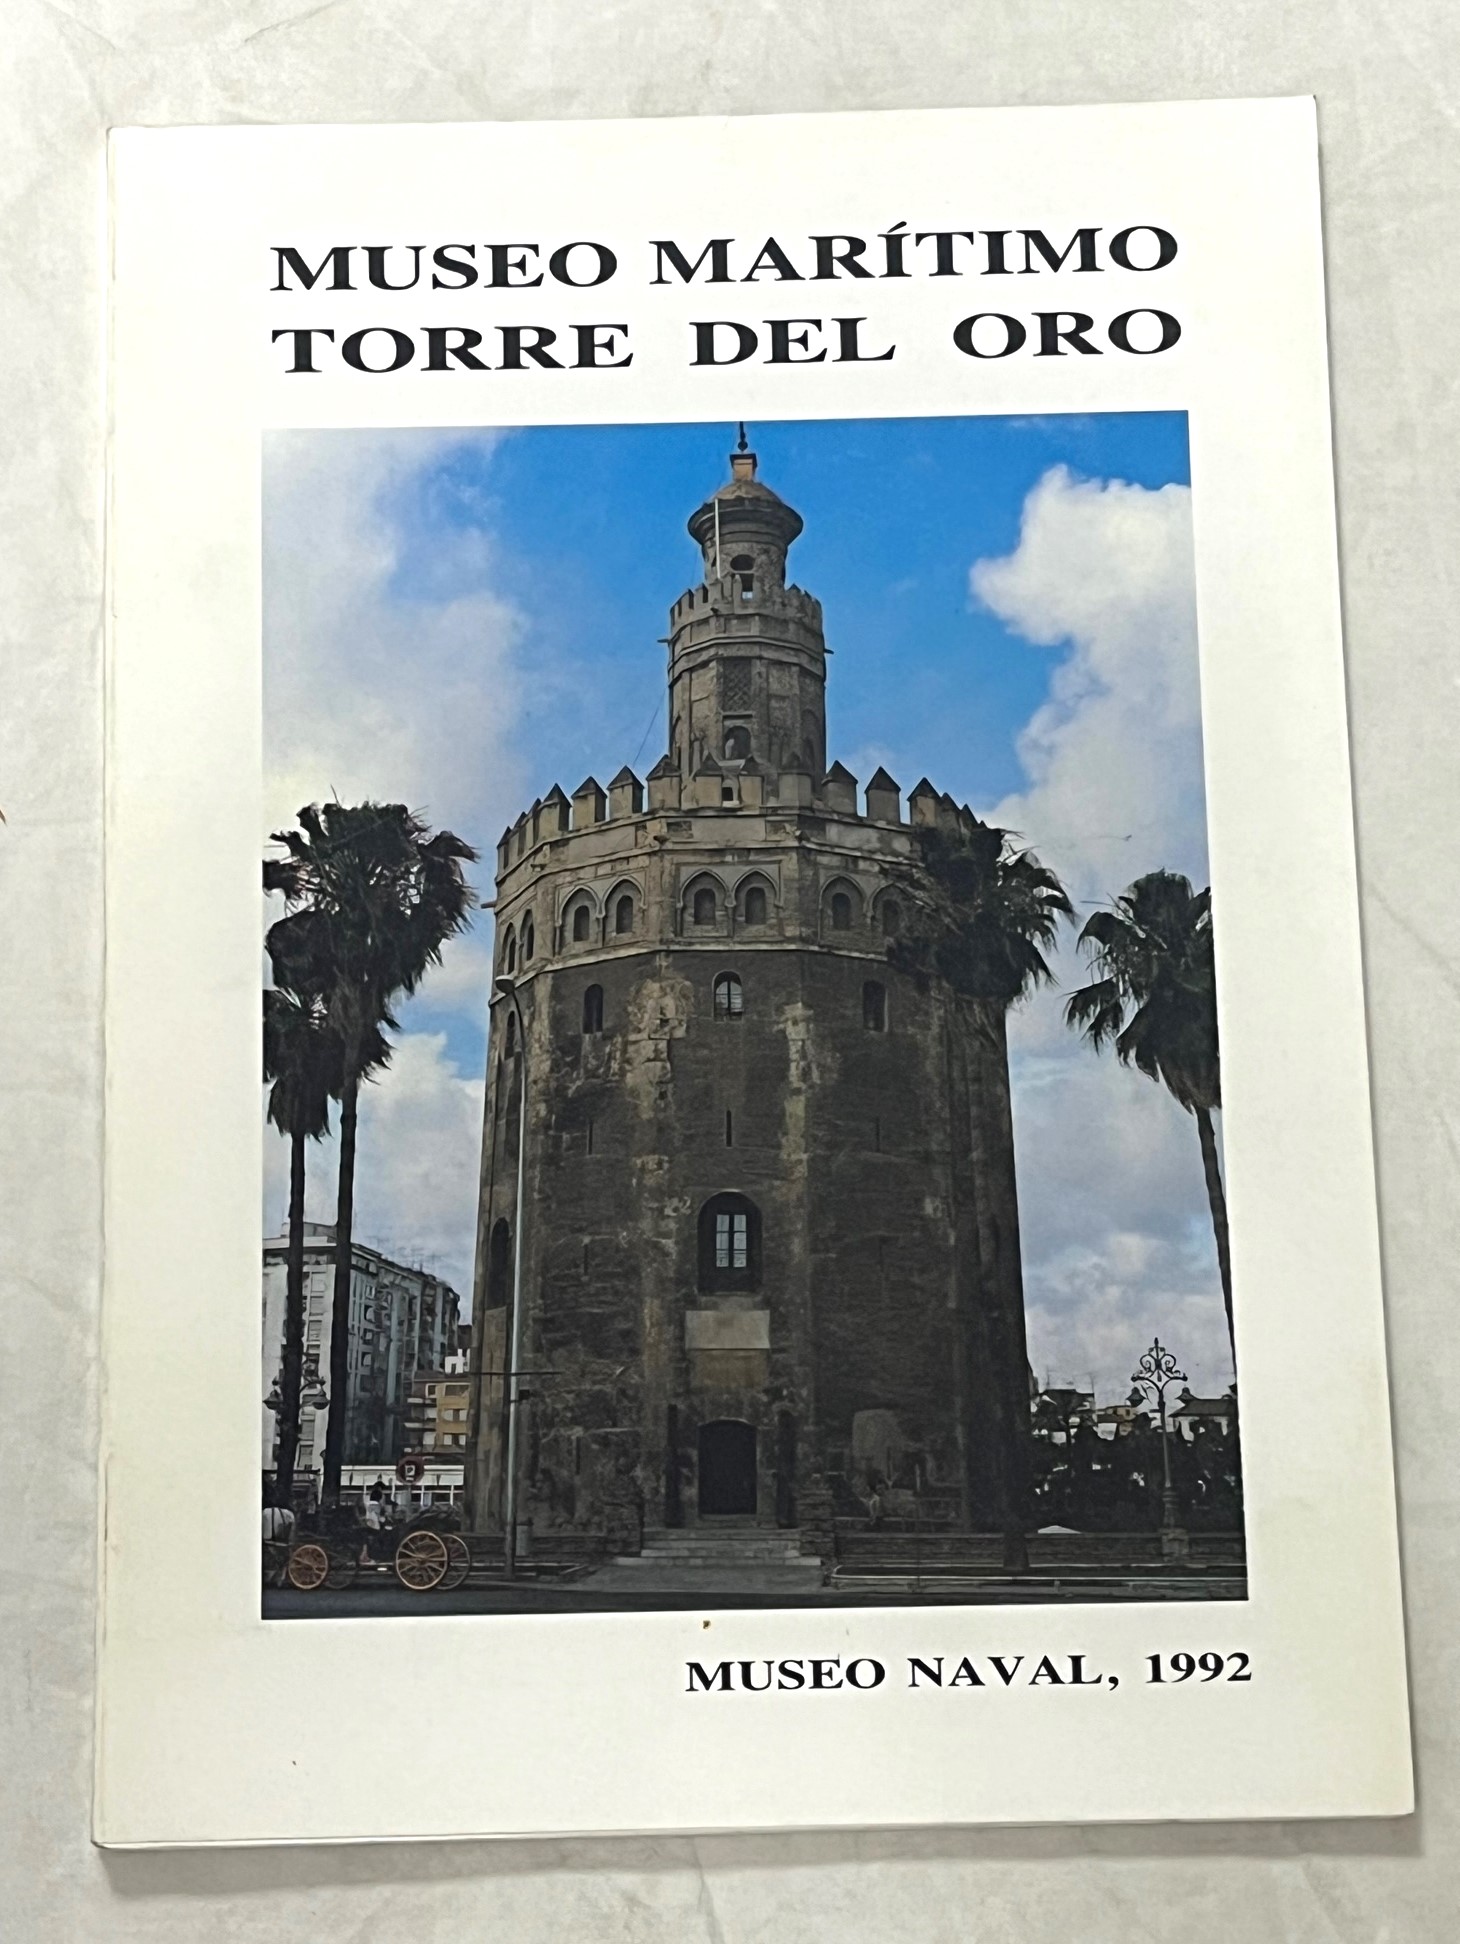 MUSEO MARÍTIMO
TORRE DEL ORO
MUSEO NAVAL, 1992